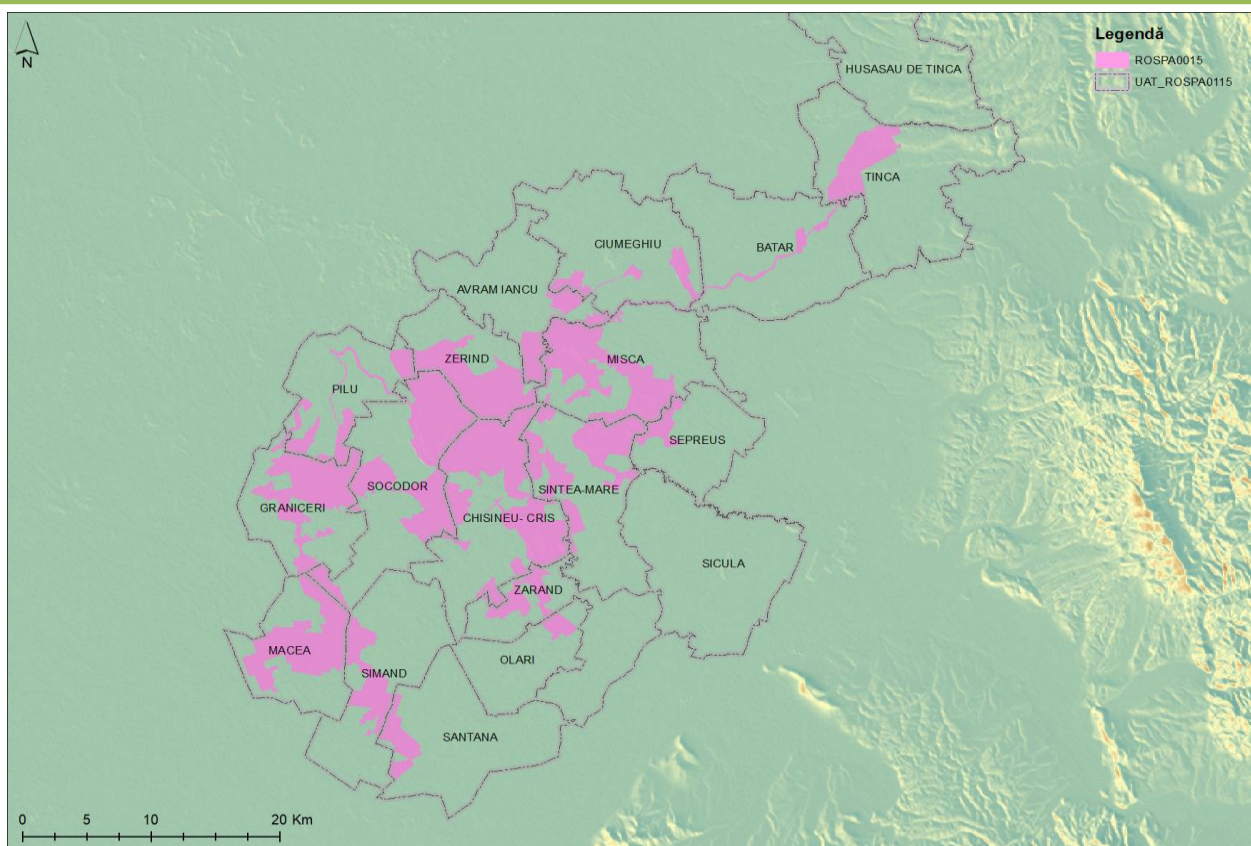 N
Legendă
ROSPA0015
UAT_ROSPA0115
HUSASAU DE TINCA
TINCA
CIUMEGHIU
BATAR
AVRAM IANCU
ZERIND
MISCA
PILU
SEPREUS
SOCODOR
SINTEA-MARE
GRANICERI
CHISINEU- CRIS
SICULA
ZARAND
MACEA
OLARI
SIMAND
SANTANA
0 5 10 20 Km